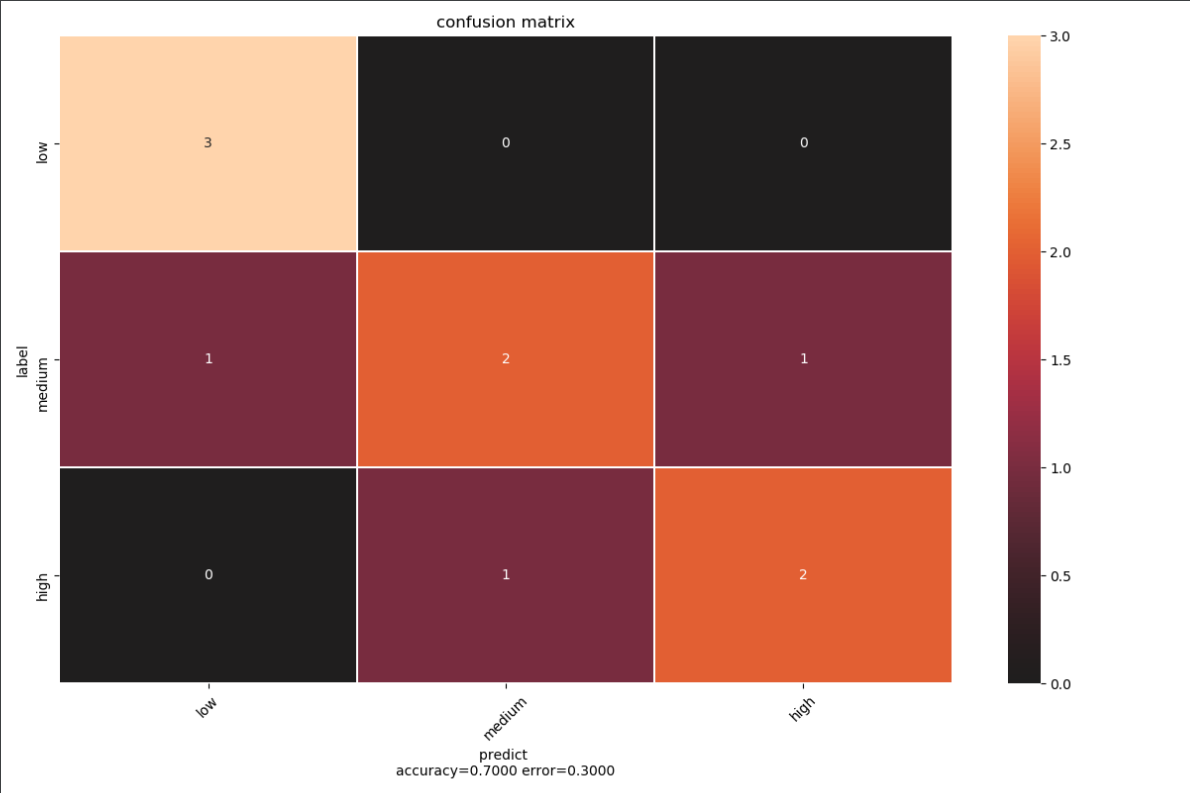 confusion matrix
low
3
0
0
label
medium
1
2
1
high
0
1
2
low
medium
high
predict
accuracy=0.7000 error=0.3000
3.0
2.5
2.0
1.5
1.0
0.5
0.0